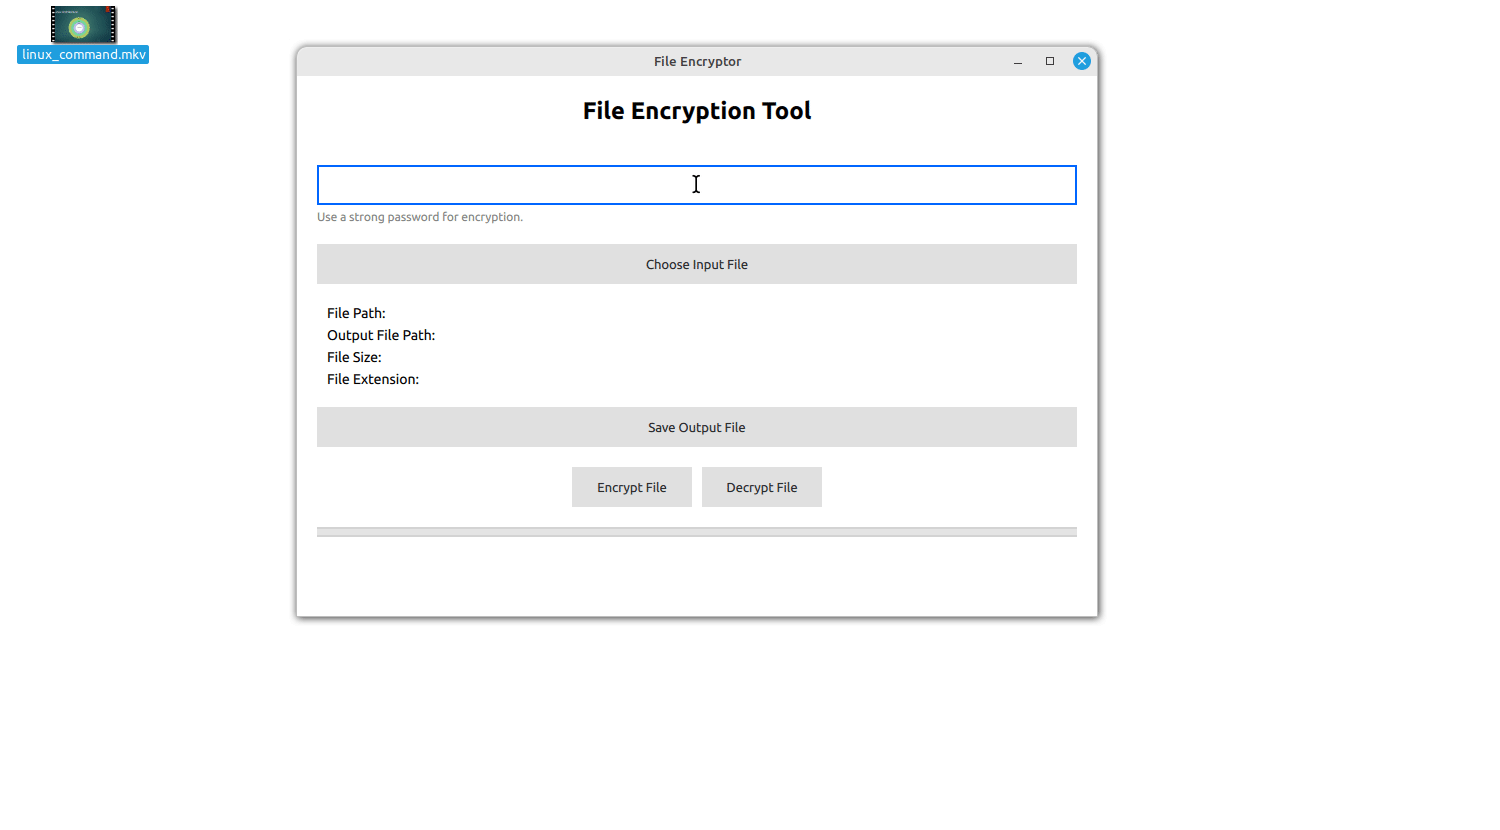 linux_command.mkv
File Encryptor
File Encryption Tool
Use a strong password for encryption.
Choose Input File
File Path:
Output File Path:
File Size:
File Extension:
Save Output File
Encrypt File
Decrypt File